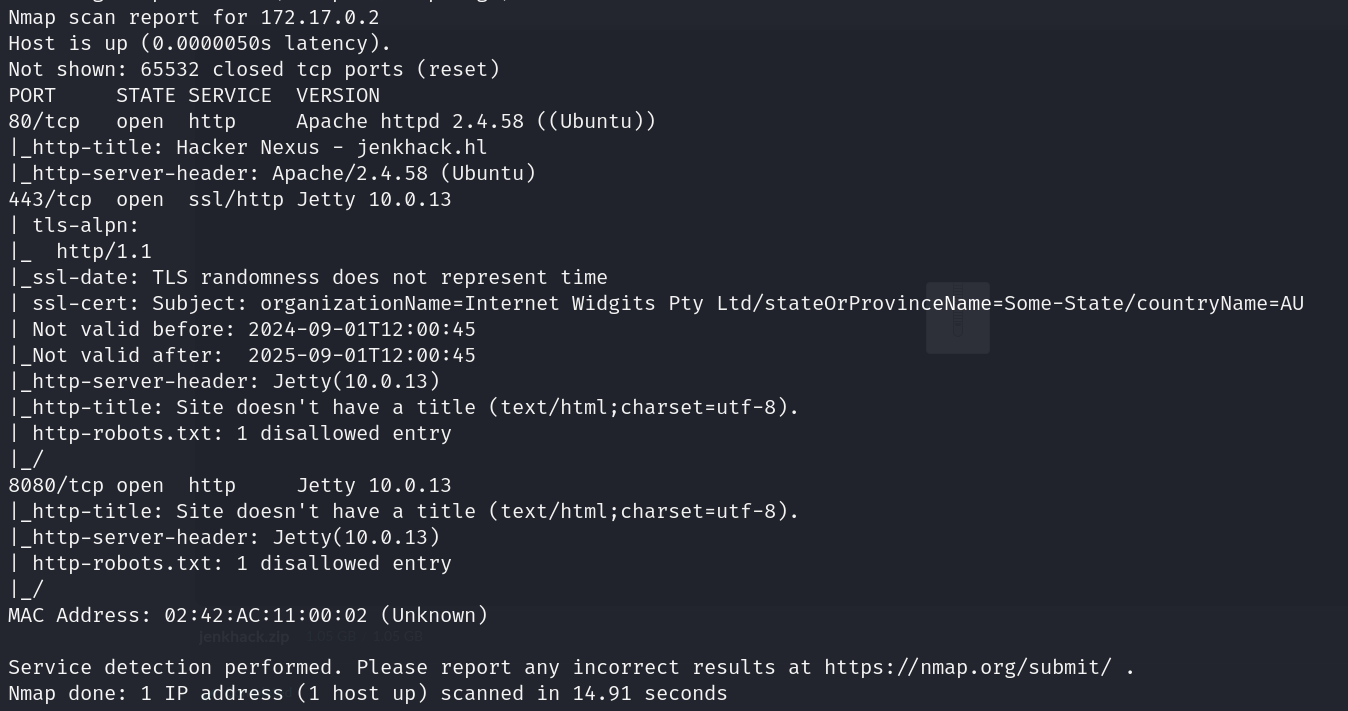 Nmap scan report for 172.17.0.2
Host is up (0.0000050s latency).
Not shown: 65532 closed tcp ports (reset)
PORT     STATE SERVICE  VERSION
80/tcp   open  http     Apache httpd 2.4.58 ((Ubuntu))
|_http-title: Hacker Nexus - jenkhack.hl
|_http-server-header: Apache/2.4.58 (Ubuntu)
443/tcp  open  ssl/http Jetty 10.0.13
| tls-alpn:
|_  http/1.1
|_ssl-date: TLS randomness does not represent time
| ssl-cert: Subject: organizationName=Internet Widgits Pty Ltd/stateOrProvinceName=Some-State/countryName=AU
| Not valid before: 2024-09-01T12:00:45
|_Not valid after:  2025-09-01T12:00:45
|_http-server-header: Jetty(10.0.13)
|_http-title: Site doesn't have a title (text/html;charset=utf-8).
| http-robots.txt: 1 disallowed entry
|_/
8080/tcp open  http     Jetty 10.0.13
|_http-title: Site doesn't have a title (text/html;charset=utf-8).
|_http-server-header: Jetty(10.0.13)
| http-robots.txt: 1 disallowed entry
|_/
MAC Address: 02:42:AC:11:00:02 (Unknown)
jenkhack.zip 1.05 GB 1.05 GB
Service detection performed. Please report any incorrect results at https://nmap.org/submit/ .
Nmap done: 1 IP address (1 host up) scanned in 14.91 seconds